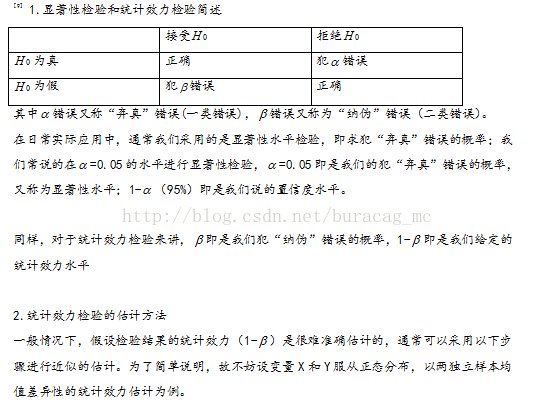 1.显著性检验和统计效力检验简述
接受H₀ 拒绝H₀
H₀为真 正确 犯α错误
H₀为假 犯β错误 正确
其中α错误又称“弃真”错误(一类错误)，β错误又称为“纳伪”错误（二类错误)。
在日常实际应用中，通常我们采用的是显著性水平检验，即求犯“弃真”错误的概率；我
们常说的在α=0.05的水平进行显著性检验，α=0.05即是我们的犯“弃真”错误的概率，
又称为显著性水平；1-α（95%）即是我们说的置信度水平。
http://blog.csdn.net/buracag_mc
同样，对于统计效力检验来讲，β即是我们犯“纳伪”错误的概率，1-β即是我们给定的
统计效力水平
2.统计效力检验的估计方法
一般情况下，假设检验结果的统计效力（1-β）是很难准确估计的，通常可以采用以下步
骤进行近似的估计。为了简单说明，故不妨设变量X和Y服从正态分布，以两独立样本均
值差异性的统计效力估计为例。